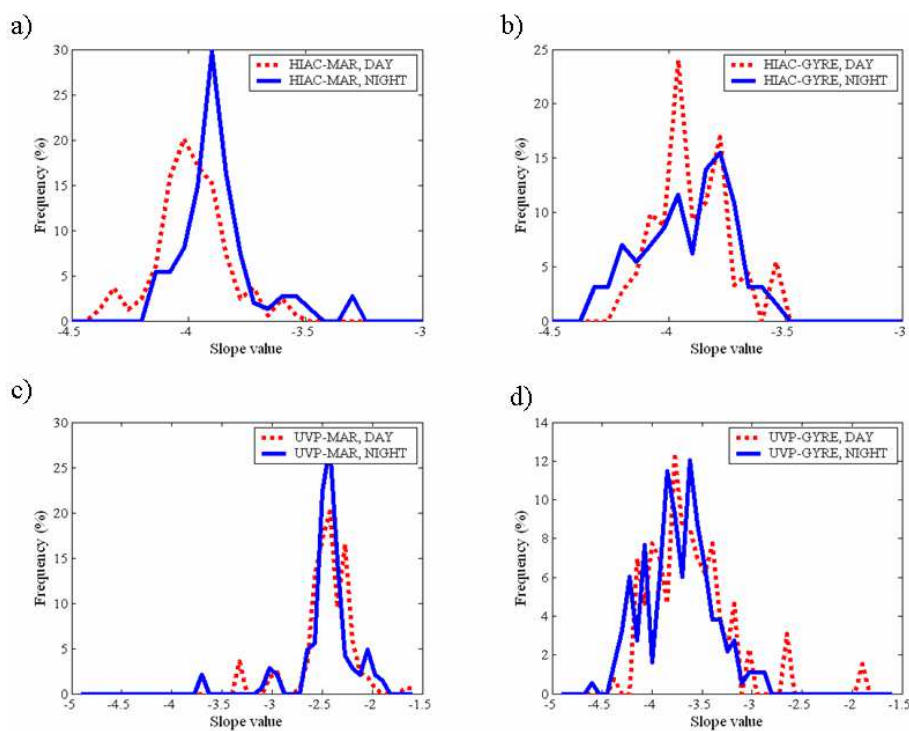 a)
30
25
20
15
10
5
0
Frequency (%)
HIAC-MAR, DAY
HIAC-MAR, NIGHT
-4.5 -4 -3.5 -3
Slope value
b)
25
20
15
10
5
0
Frequency (%)
HIAC-GYRE, DAY
HIAC-GYRE, NIGHT
-4.5 -4 -3.5 -3
Slope value
c)
30
25
20
15
10
5
0
Frequency (%)
UVP-MAR, DAY
UVP-MAR, NIGHT
-5 -4.5 -4 -3.5 -3 -2.5 -2 -1.5
Slope value
d)
14
12
10
8
6
4
2
0
Frequency (%)
UVP-GYRE, DAY
UVP-GYRE, NIGHT
-5 -4.5 -4 -3.5 -3 -2.5 -2 -1.5
Slope value